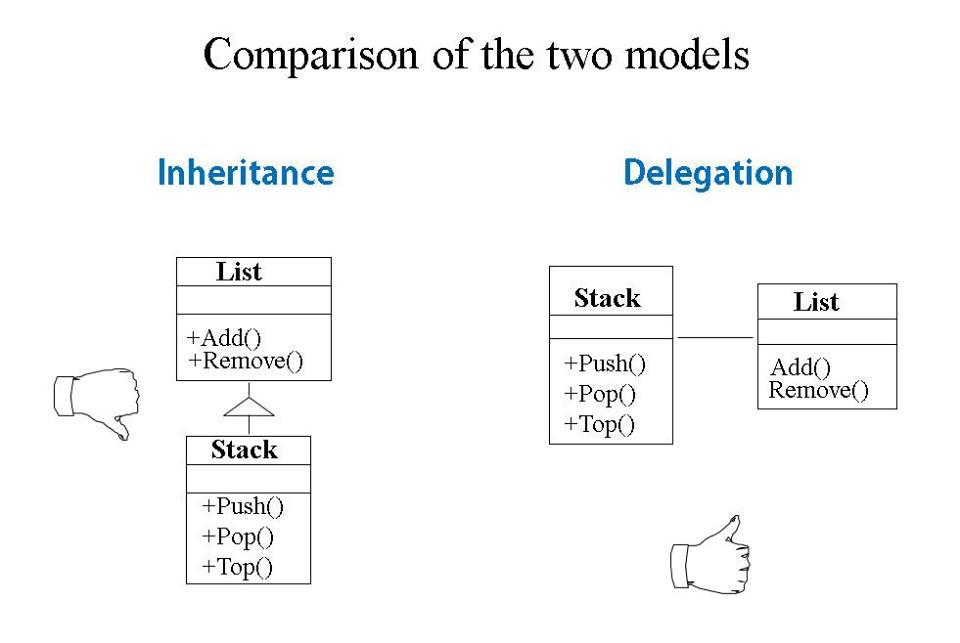 Comparison of the two models
Inheritance
Delegation
List
+Add()
+Remove()
Stack
+Push()
+Pop()
+Top()
Stack
+Push()
+Pop()
+Top()
List
Add()
Remove()